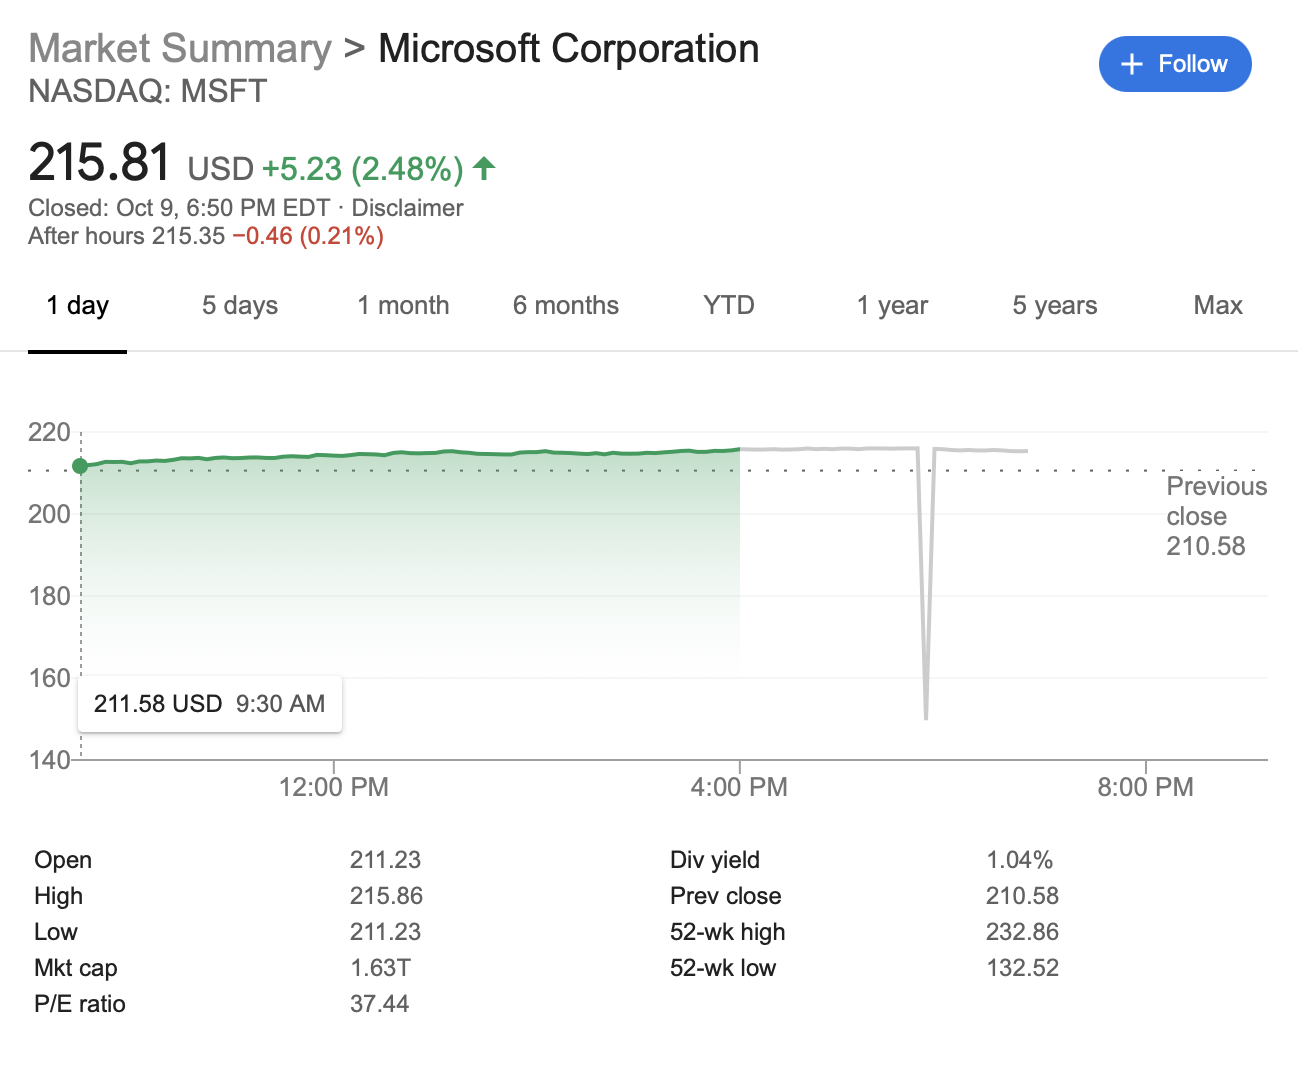 Market Summary > Microsoft Corporation
NASDAQ: MSFT
+ Follow
215.81 USD +5.23 (2.48%) ↑
Closed: Oct 9, 6:50 PM EDT · Disclaimer
After hours 215.35 −0.46 (0.21%)
1 day 5 days 1 month 6 months YTD 1 year 5 years Max
220
200
180
160
140
Previous
close
210.58
211.58 USD 9:30 AM
12:00 PM 4:00 PM 8:00 PM
Open 211.23 Div yield 1.04%
High 215.86 Prev close 210.58
Low 211.23 52-wk high 232.86
Mkt cap 1.63T 52-wk low 132.52
P/E ratio 37.44